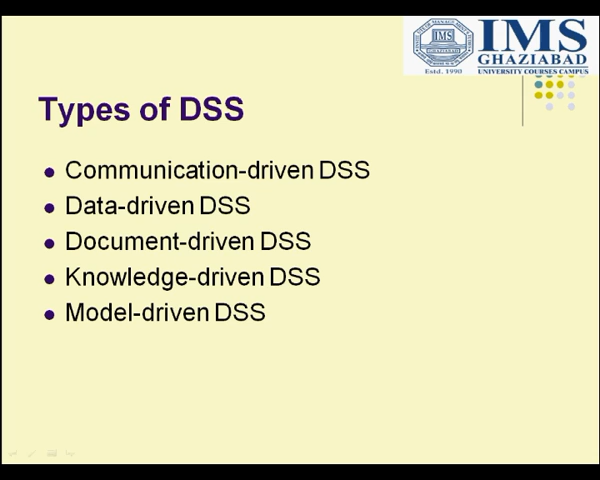 IMS
GHAZIABAD
Estd. 1990
UNIVERSITY COURSES CAMPUS
Types of DSS
Communication-driven DSS
Data-driven DSS
Document-driven DSS
Knowledge-driven DSS
Model-driven DSS